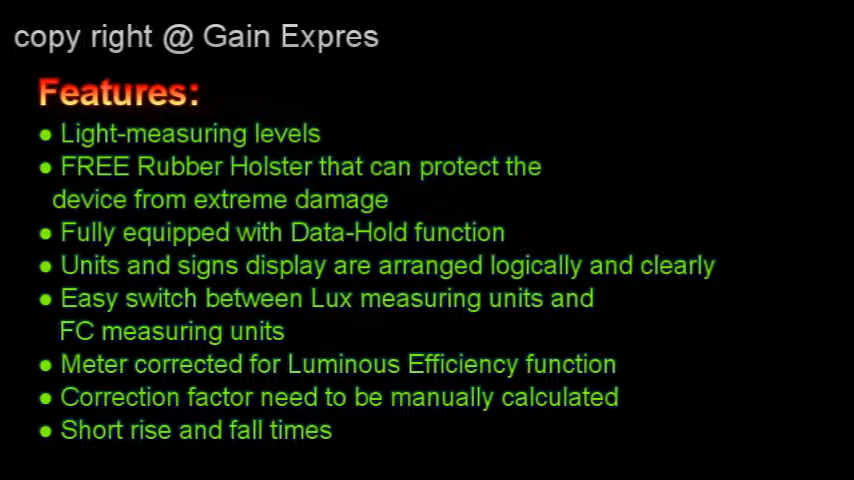 copy right @ Gain Expres
Features:
● Light-measuring levels
● FREE Rubber Holster that can protect the
device from extreme damage
● Fully equipped with Data-Hold function
● Units and signs display are arranged logically and clearly
● Easy switch between Lux measuring units and
FC measuring units
● Meter corrected for Luminous Efficiency function
● Correction factor need to be manually calculated
● Short rise and fall times